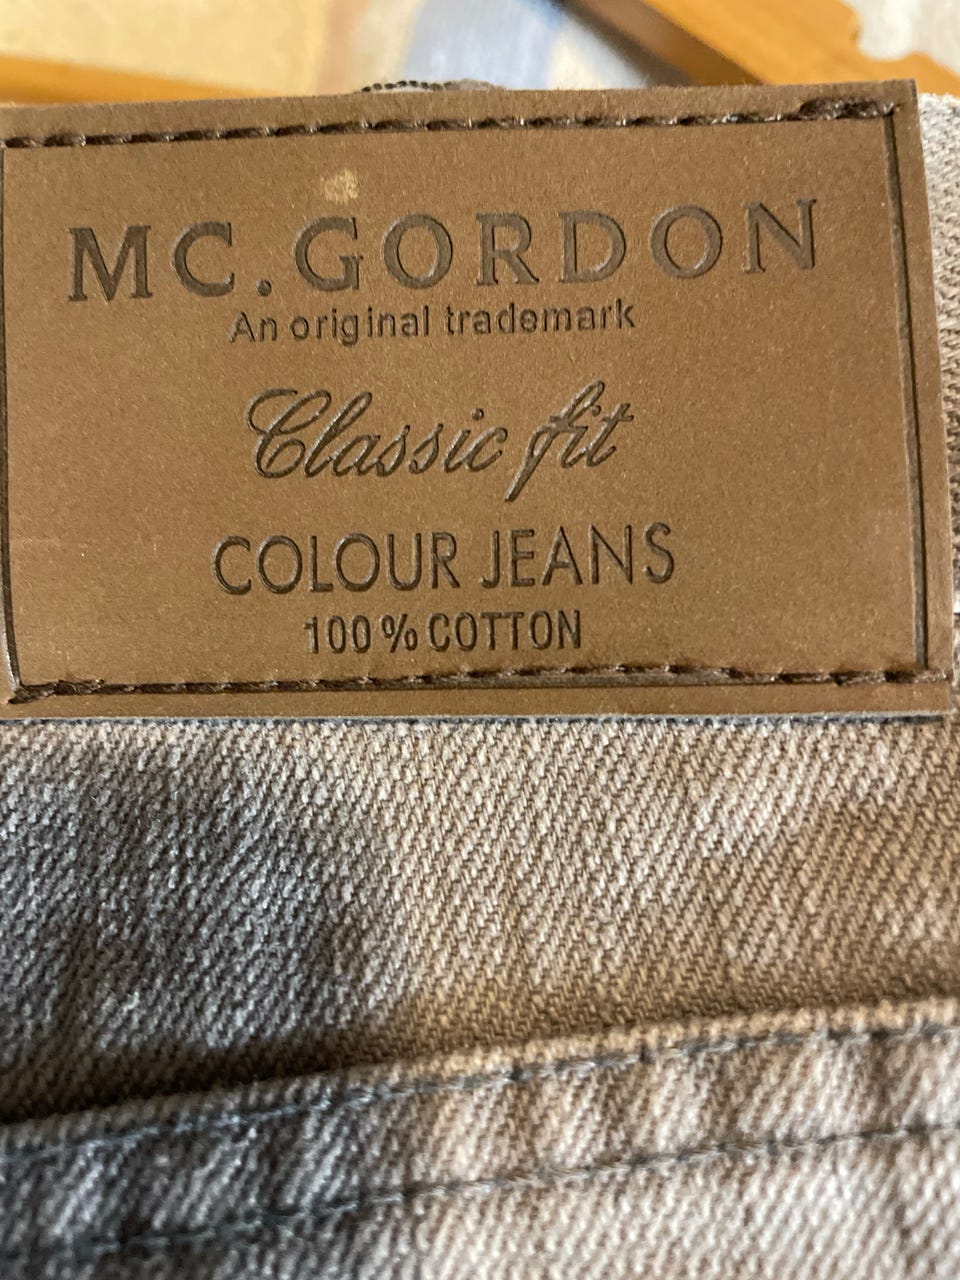 MC. GORDON
An original trademark
Classic fit
COLOUR JEANS
100% COTTON